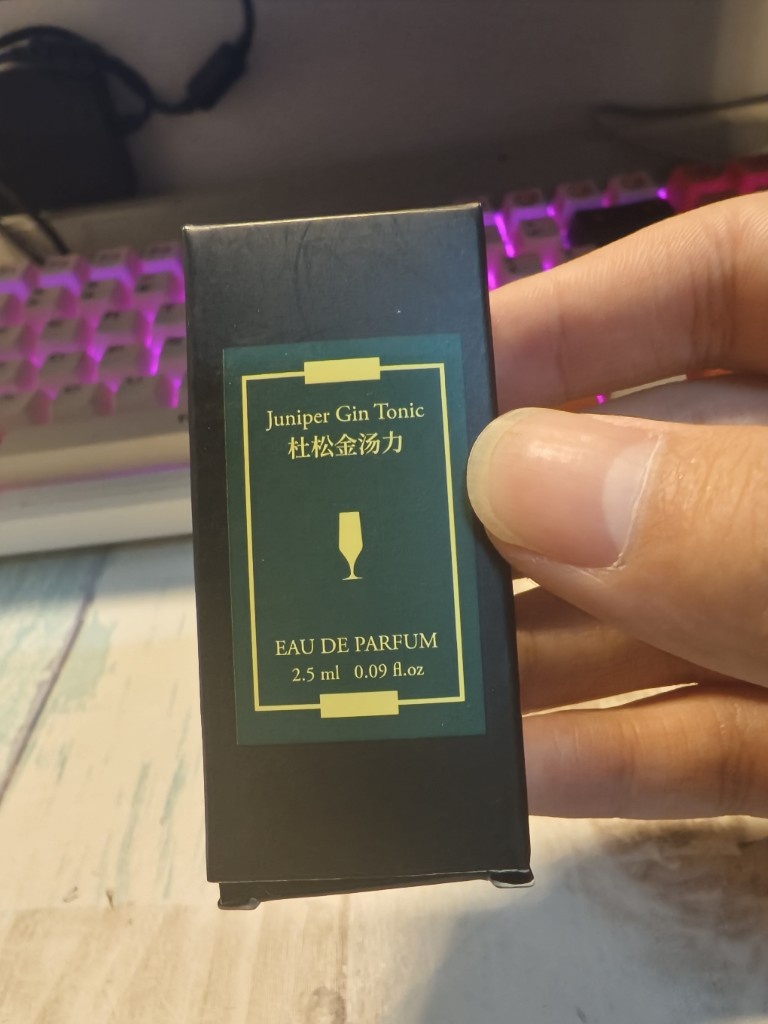 Juniper Gin Tonic
杜松金汤力
EAU DE PARFUM
2.5 ml 0.09 fl.oz